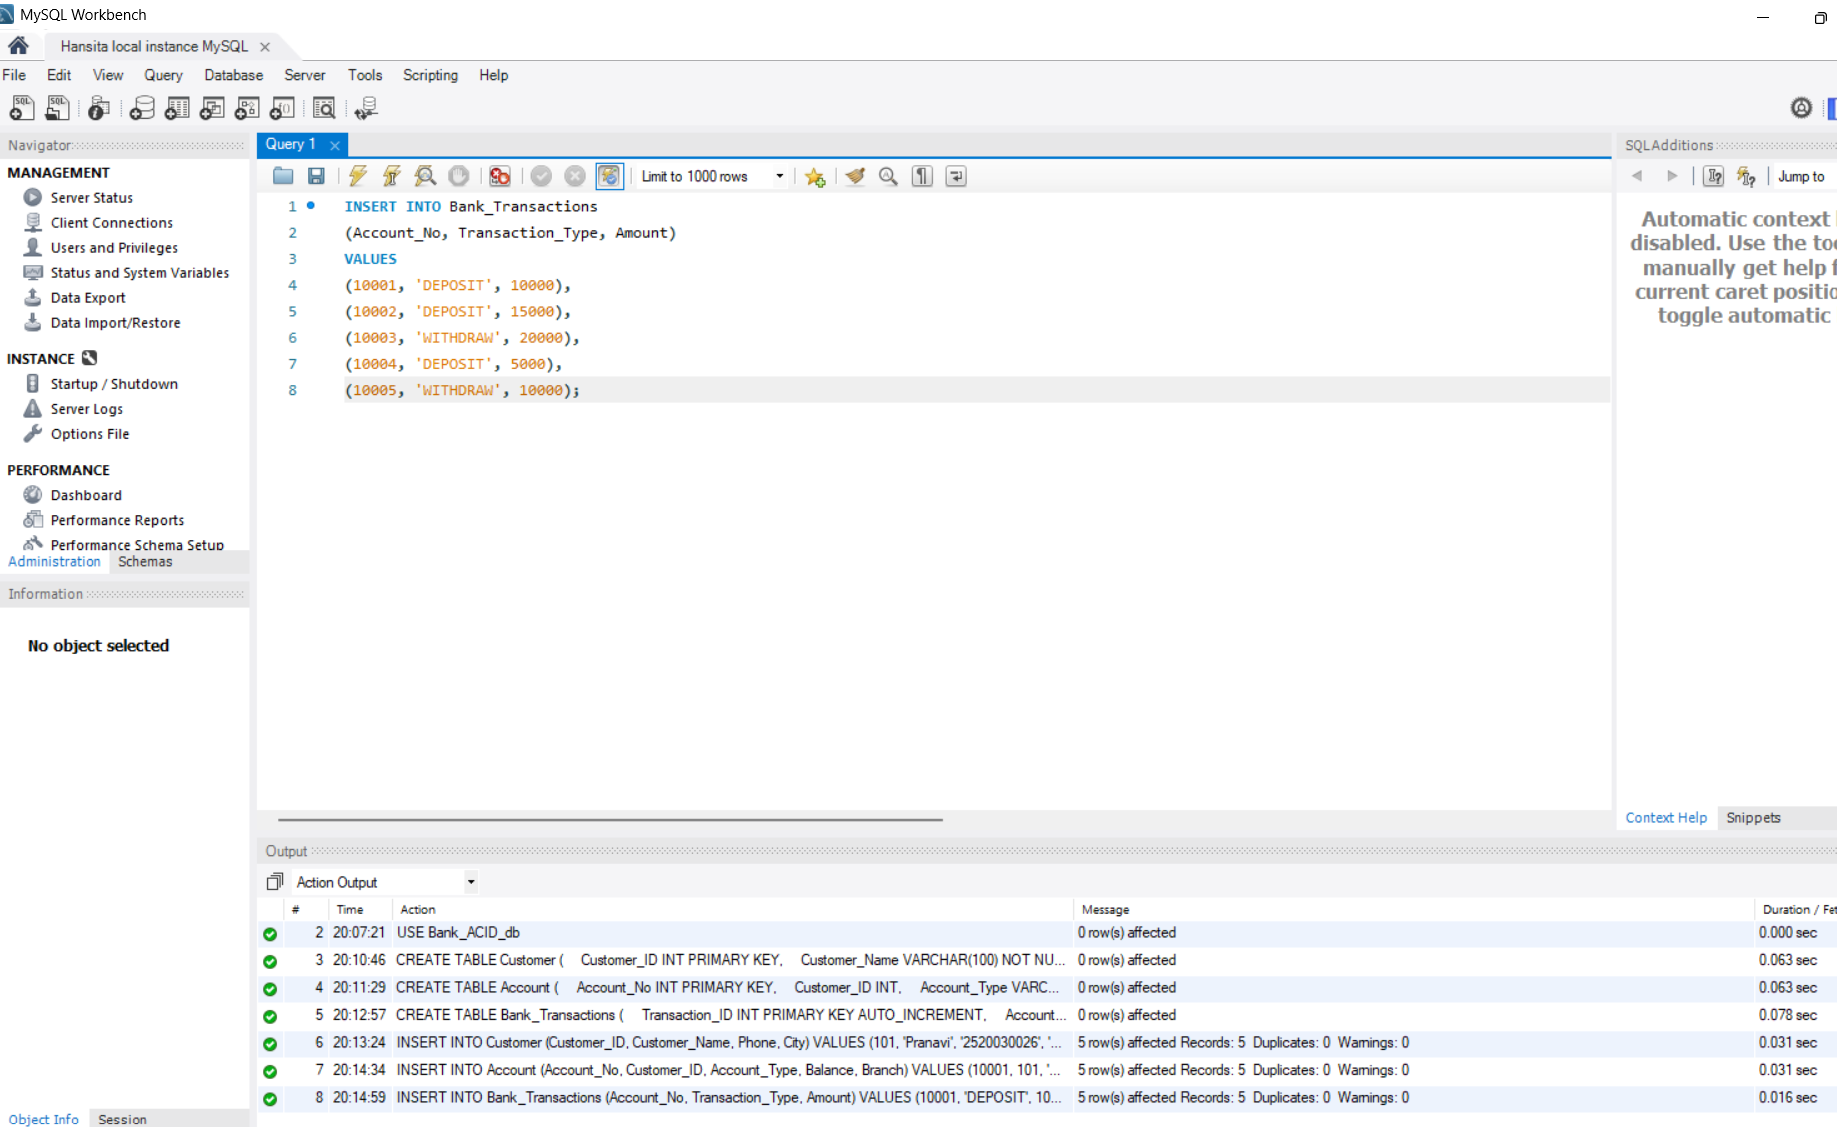 MySQL Workbench
Hansita local instance MySQL
File Edit View Query Database Server Tools Scripting Help
Navigator
MANAGEMENT
Server Status
Client Connections
Users and Privileges
Status and System Variables
Data Export
Data Import/Restore
INSTANCE
Startup / Shutdown
Server Logs
Options File
PERFORMANCE
Dashboard
Performance Reports
Performance Schema Setup
Administration Schemas
Information
No object selected
Object Info Session
Query 1
Limit to 1000 rows
1 INSERT INTO Bank_Transactions
2 (Account_No, Transaction_Type, Amount)
3 VALUES
4 (10001, 'DEPOSIT', 10000),
5 (10002, 'DEPOSIT', 15000),
6 (10003, 'WITHDRAW', 20000),
7 (10004, 'DEPOSIT', 5000),
8 (10005, 'WITHDRAW', 10000);
SQLAdditions
Jump to
Automatic context
disabled. Use the
manually get help
current caret
toggle automatic
Context Help Snippets
Output
Action Output
# Time Action Message Duration /
2 20:07:21 USE Bank_ACID_db 0 row(s) affected 0.000 sec
3 20:10:46 CREATE TABLE Customer ( Customer_ID INT PRIMARY KEY, Customer_Name VARCHAR(100) NOT NU... 0 row(s) affected 0.063 sec
4 20:11:29 CREATE TABLE Account ( Account_No INT PRIMARY KEY, Customer_ID INT, Account_Type VARC... 0 row(s) affected 0.063 sec
5 20:12:57 CREATE TABLE Bank_Transactions ( Transaction_ID INT PRIMARY KEY AUTO_INCREMENT, Account... 0 row(s) affected 0.078 sec
6 20:13:24 INSERT INTO Customer (Customer_ID, Customer_Name, Phone, City) VALUES (101, 'Pranavi', '2520030026', '... 5 row(s) affected Records: 5 Duplicates: 0 Warnings: 0 0.031 sec
7 20:14:34 INSERT INTO Account (Account_No, Customer_ID, Account_Type, Balance, Branch) VALUES (10001, 101, '... 5 row(s) affected Records: 5 Duplicates: 0 Warnings: 0 0.031 sec
8 20:14:59 INSERT INTO Bank_Transactions (Account_No, Transaction_Type, Amount) VALUES (10001, 'DEPOSIT', 10... 5 row(s) affected Records: 5 Duplicates: 0 Warnings: 0 0.016 sec